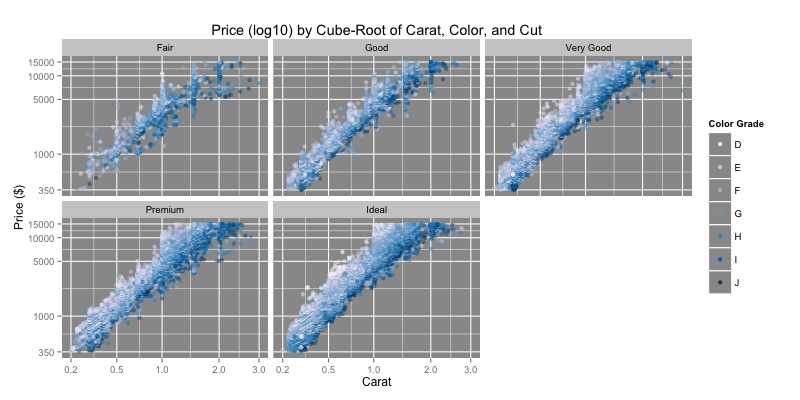 Price (log10) by Cube-Root of Carat, Color, and Cut
Fair
Good
Very Good
15000
10000
5000
1000
350
Premium
Ideal
15000
10000
5000
1000
350
0.2 0.5 1.0 2.0 3.0
0.2 0.5 1.0 2.0 3.0
Carat
Price ($)
Color Grade
D
E
F
G
H
I
J